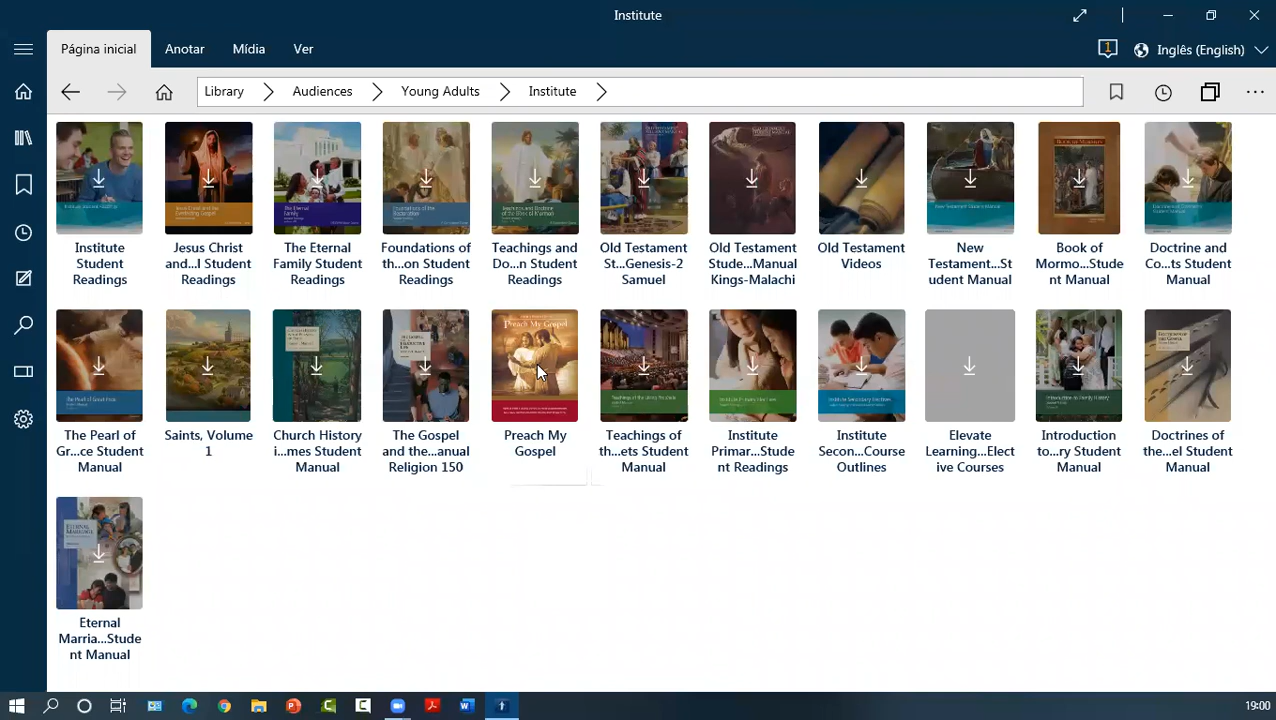 Institute
Página inicial
Anotar
Mídia
Ver
1
Inglês (English)
Library
Audiences
Young Adults
Institute
Institute
Student
Readings
Jesus Christ
and...l Student
Readings
The Eternal
Family Student
Readings
Foundations of
th...on Student
Readings
Teachings and
Do...n Student
Readings
Old Testament
St...Genesis-2
Samuel
Old Testament
Stude...Manual
Kings-Malachi
Old Testament
Videos
New
Testament...St
udent Manual
Book of
Mormo...Stude
nt Manual
Doctrine and
Co...ts Student
Manual
Preach My Gospel
The Pearl of
Gr...ce Student
Manual
Saints, Volume
1
Church History
i...mes Student
Manual
The Gospel
and the...anual
Religion 150
Preach My
Gospel
Teachings of
th...ets Student
Manual
Institute
Primar...Stude
nt Readings
Institute
Secon...Course
Outlines
Elevate
Learning...Elect
ive Courses
Introduction
to...ry Student
Manual
Doctrines of
the...el Student
Manual
ETERNAL
MARRIAGE
Eternal
Marria...Stude
nt Manual
19:00